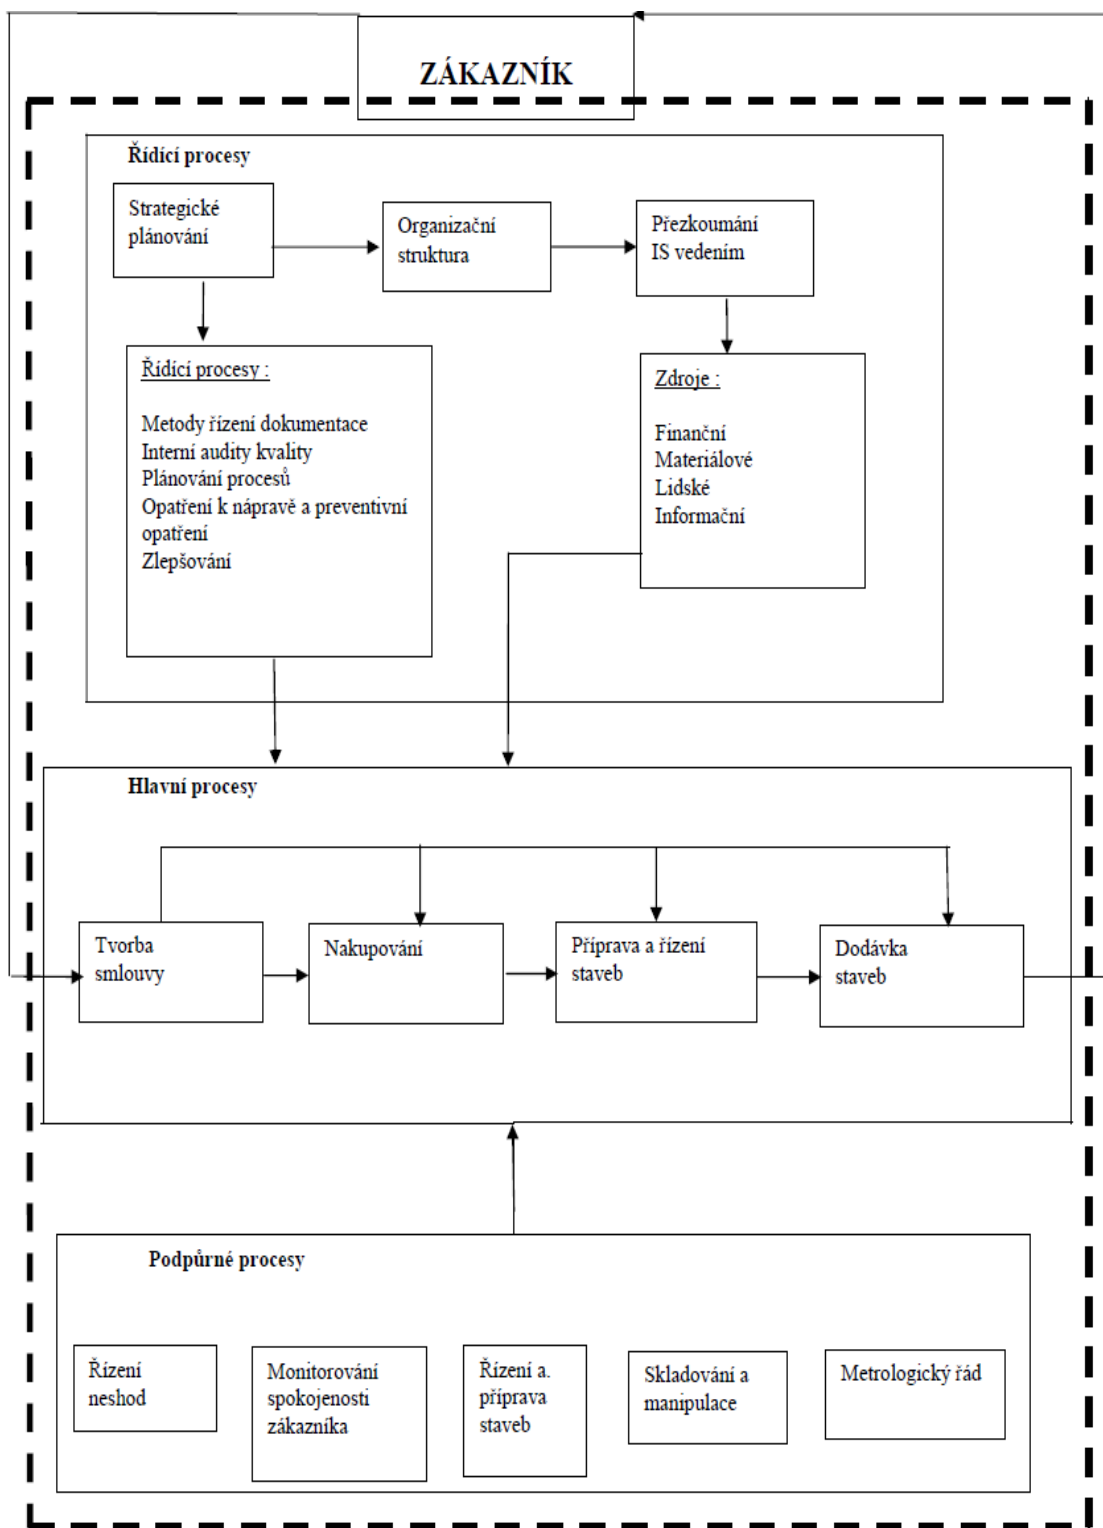 ZÁKAZNÍK
Řídící procesy
Strategické
plánování
Organizační
struktura
Přezkoumání
IS vedením
Řídící procesy :
Metody řízení dokumentace
Interní audity kvality
Plánování procesů
Opatření k nápravě a preventivní
opatření
Zlepšování
Zdroje :
Finanční
Materiálové
Lidské
Informační
Hlavní procesy
Tvorba
smlouvy
Nakupování
Příprava a řízení
staveb
Dodávka
staveb
Podpůrné procesy
Řízení
neshod
Monitorování
spokojenosti
zákazníka
Řízení a.
příprava
staveb
Skladování a
manipulace
Metrologický řád